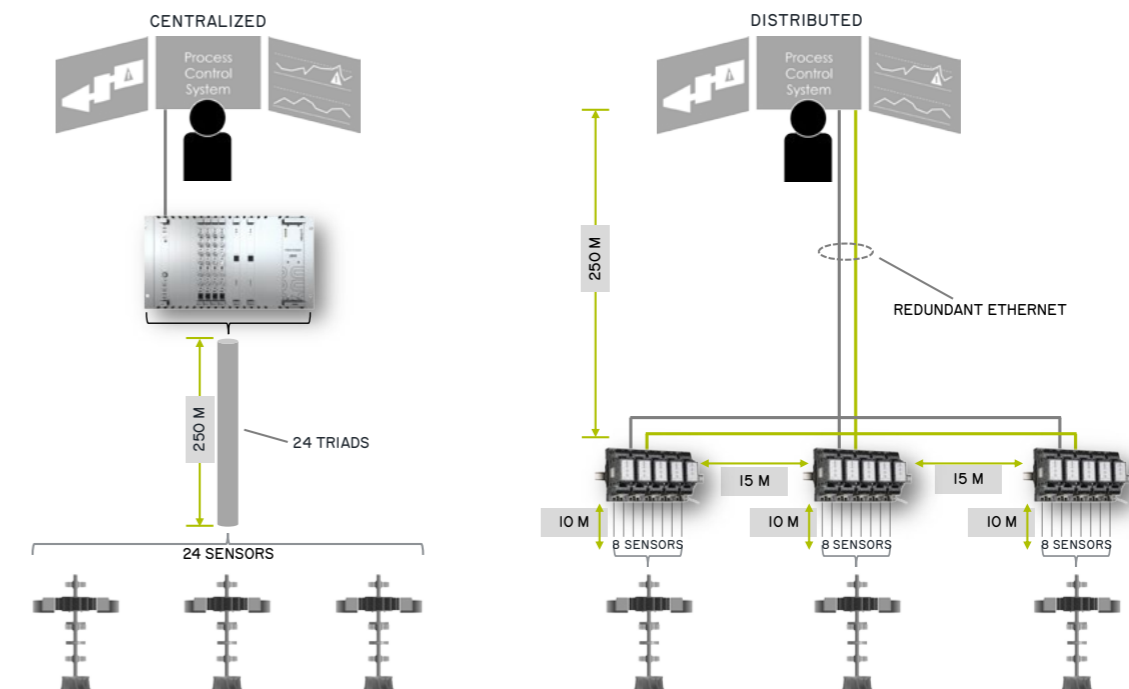 CENTRALIZED
Process
Control
System
250 M
24 TRIADS
24 SENSORS
DISTRIBUTED
Process
Control
System
250 M
REDUNDANT ETHERNET
15 M
15 M
10 M
10 M
10 M
8 SENSORS
8 SENSORS
8 SENSORS